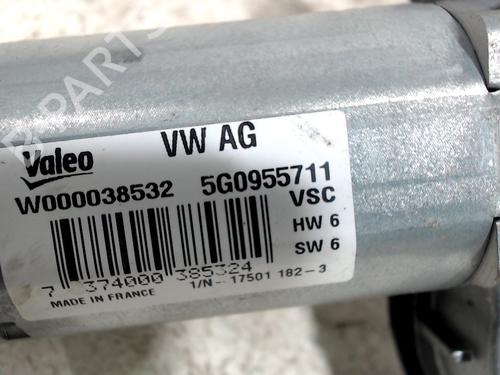 VW AG
Valeo
W000038532 5G0955711
VSC
HW 6
SW 6
7 374000 385324
1/N - 17501 182-3
MADE IN FRANCE
PARTS